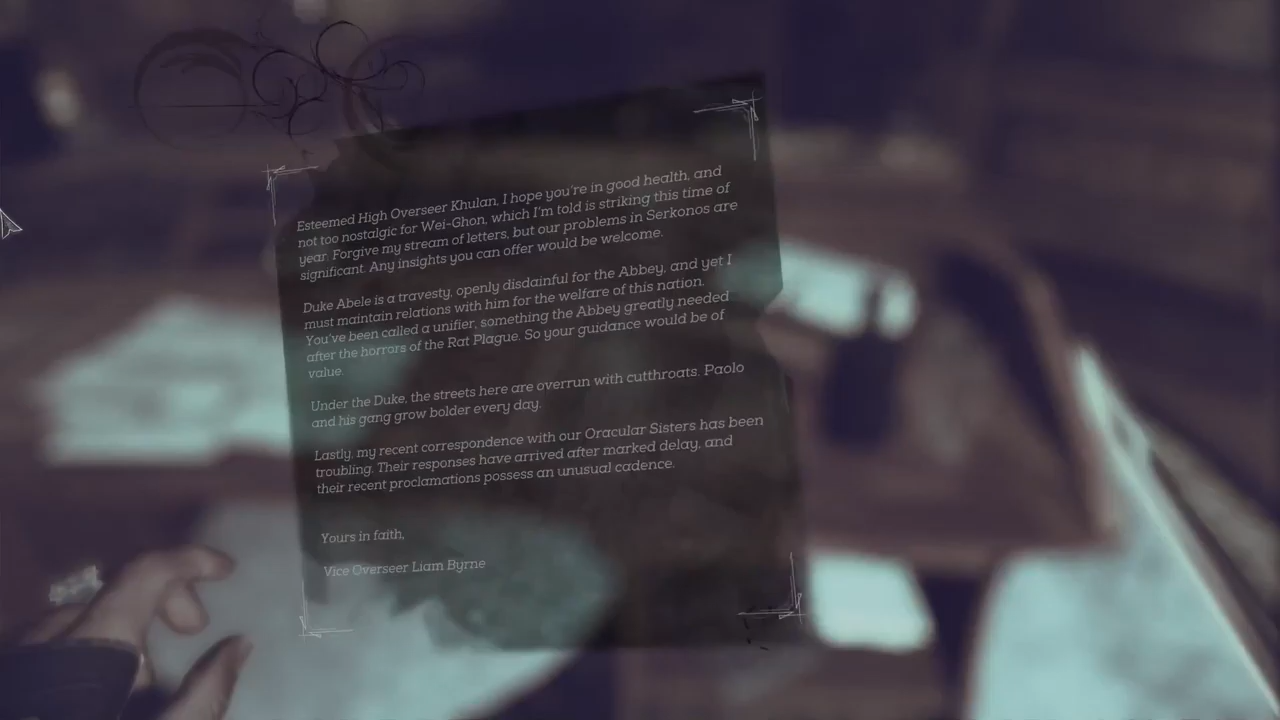 Esteemed High Overseer Khulan, I hope you're in good health, and
not too nostalgic for Wei-Ghon, which I'm told is striking this time of
year. Forgive my stream of letters, but our problems in Serkonos are
significant. Any insights you can offer would be welcome.
Duke Abele is a travesty, openly disdainful for the Abbey, and yet I
must maintain relations with him for the welfare of this nation.
You've been called a unifier, something the Abbey greatly needed
after the horrors of the Rat Plague. So your guidance would be of
value.
Under the Duke, the streets here are overrun with cutthroats. Paolo
and his gang grow bolder every day.
Lastly, my recent correspondence with our Oracular Sisters has been
troubling. Their responses have arrived after marked delay, and
their recent proclamations possess an unusual cadence.
Yours in faith,
Vice Overseer Liam Byrne